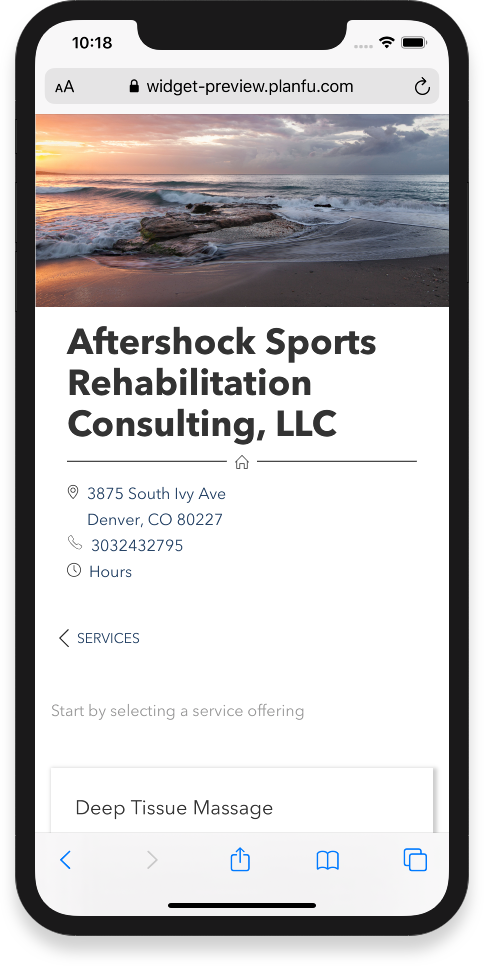 10:18
AA widget-preview.planfu.com
Aftershock Sports
Rehabilitation
Consulting, LLC
3875 South Ivy Ave
Denver, CO 80227
3032432795
Hours
SERVICES
Start by selecting a service offering
Deep Tissue Massage